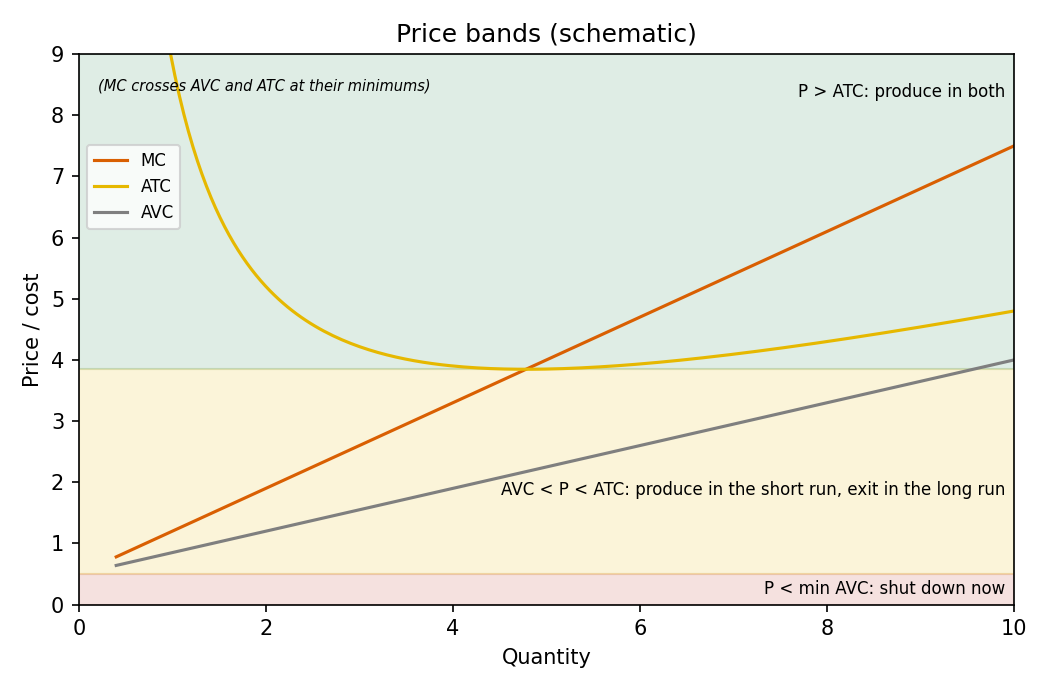 Price bands (schematic)
(MC crosses AVC and ATC at their minimums)
P > ATC: produce in both
MC
ATC
AVC
AVC < P < ATC: produce in the short run, exit in the long run
P < min AVC: shut down now
Price / cost
9
8
7
6
5
4
3
2
1
0
0 2 4 6 8 10
Quantity